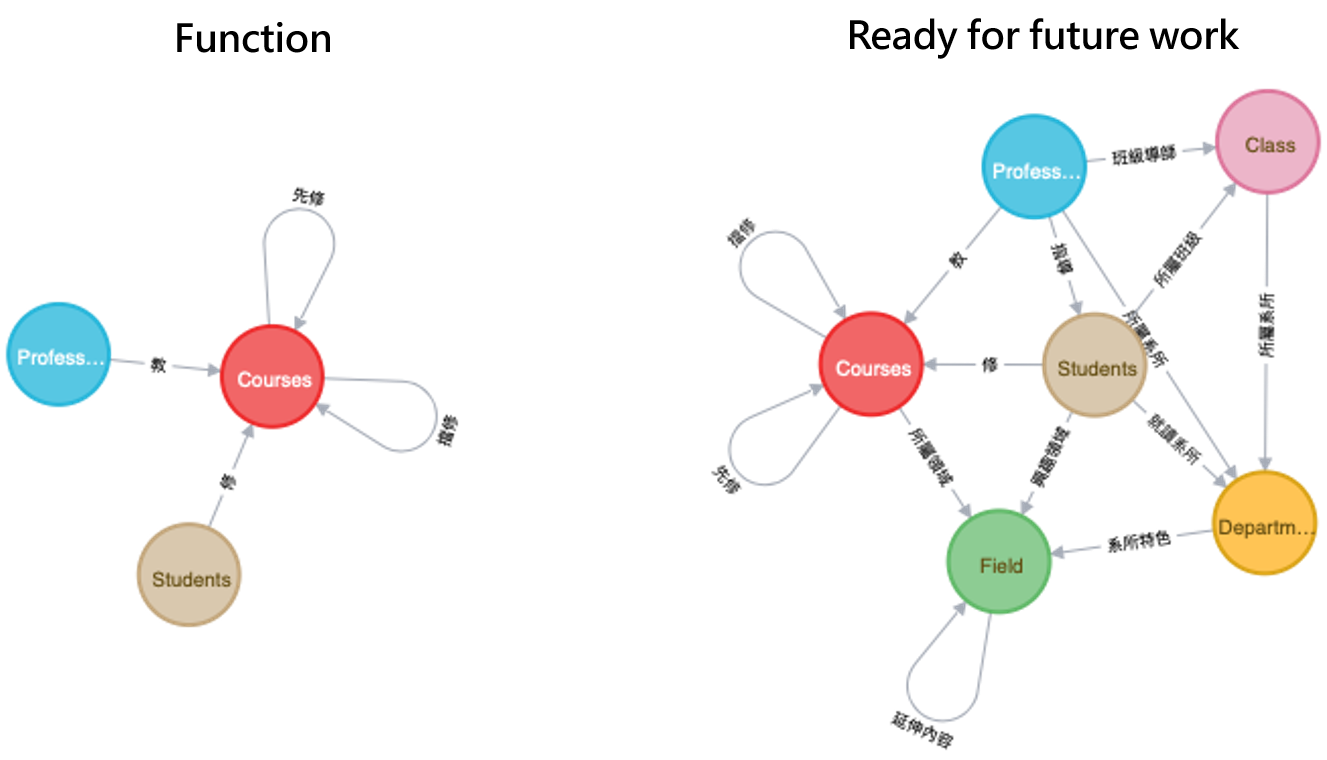 Function
Ready for future work
先修
Profess...
教
Courses
擋修
修
Students
Profess...
班級導師
Class
擋修
教
指導
所屬班級
所屬系所
所屬系所
Courses
修
Students
先修
所屬領域
興趣領域
就讀系所
Field
系所特色
Departm...
延伸內容